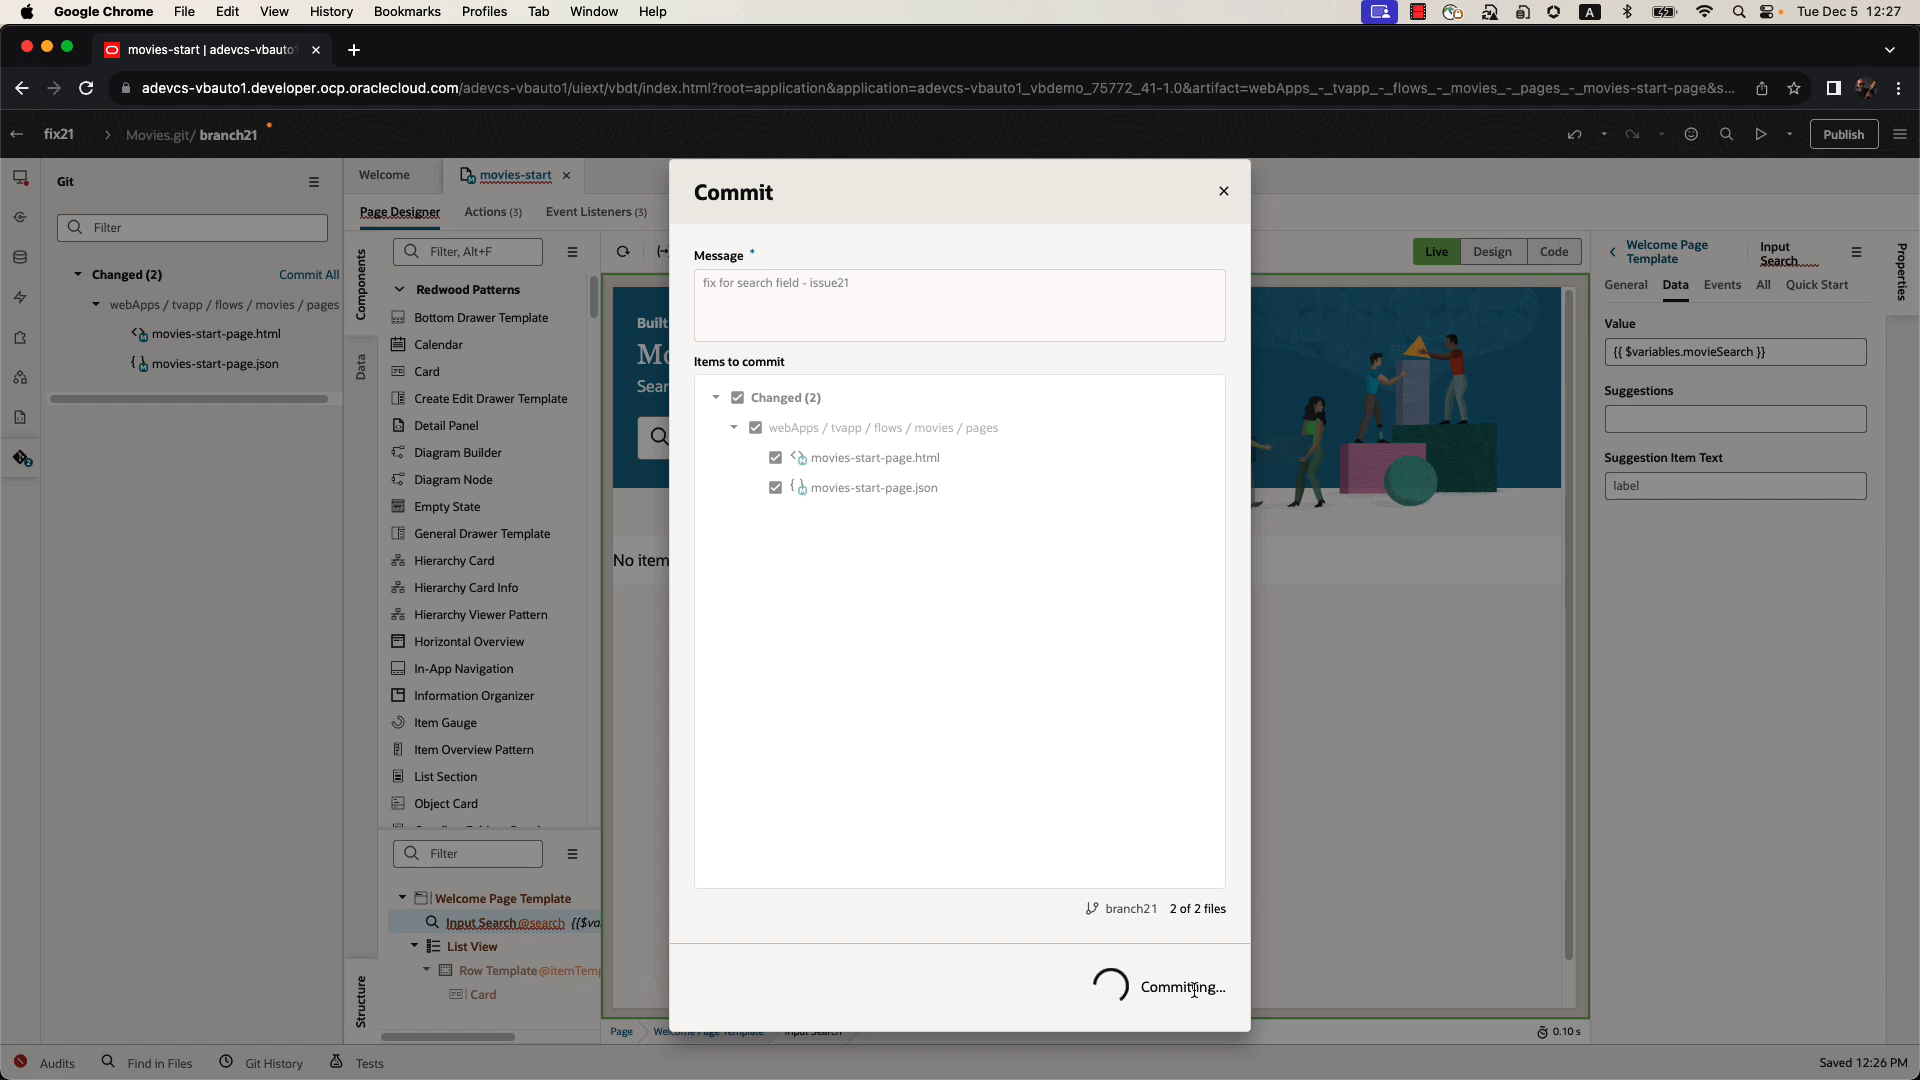 Google Chrome File Edit View History Bookmarks Profiles Tab Window Help
A Tue Dec 5 12:27
movies-start | adevcs-vbauto1
adevcs-vbauto1.developer.ocp.oraclecloud.com/adevcs-vbauto1/uiext/vbdt/index.html?root=application&application=adevcs-vbauto1_vbdemo_75772_41-1.0&artifact=webApps_-_tvapp_-_flows_-_movies_-_pages_-_movies-start-page&s...
fix21 > Movies.git/ branch21
Publish
Git
Filter
Changed (2) Commit All
webApps / tvapp / flows / movies / pages
movies-start-page.html
movies-start-page.json
2
Welcome
movies-start
Page Designer Actions (3) Event Listeners (3)
Components
Data
Filter, Alt+F
Redwood Patterns
Bottom Drawer Template
Calendar
Card
Create Edit Drawer Template
Detail Panel
Diagram Builder
Diagram Node
Empty State
General Drawer Template
Hierarchy Card
Hierarchy Card Info
Hierarchy Viewer Pattern
Horizontal Overview
In-App Navigation
Information Organizer
Item Gauge
Item Overview Pattern
List Section
Object Card
Structure
Filter
Welcome Page Template
Input Search@search {{$va
List View
Row Template@itemTemp
Card
Live Design Code
Built
Mo
Sear
No item
Commit
Message *
fix for search field - issue21
Items to commit
Changed (2)
webApps / tvapp / flows / movies / pages
movies-start-page.html
movies-start-page.json
branch21 2 of 2 files
Committing...
Page Welcome Page Template Input Search
0.10 s
Welcome Page Template
Input Search
General Data Events All Quick Start
Value
{{ $variables.movieSearch }}
Suggestions
Suggestion Item Text
label
Properties
Audits Find in Files Git History Tests
Saved 12:26 PM